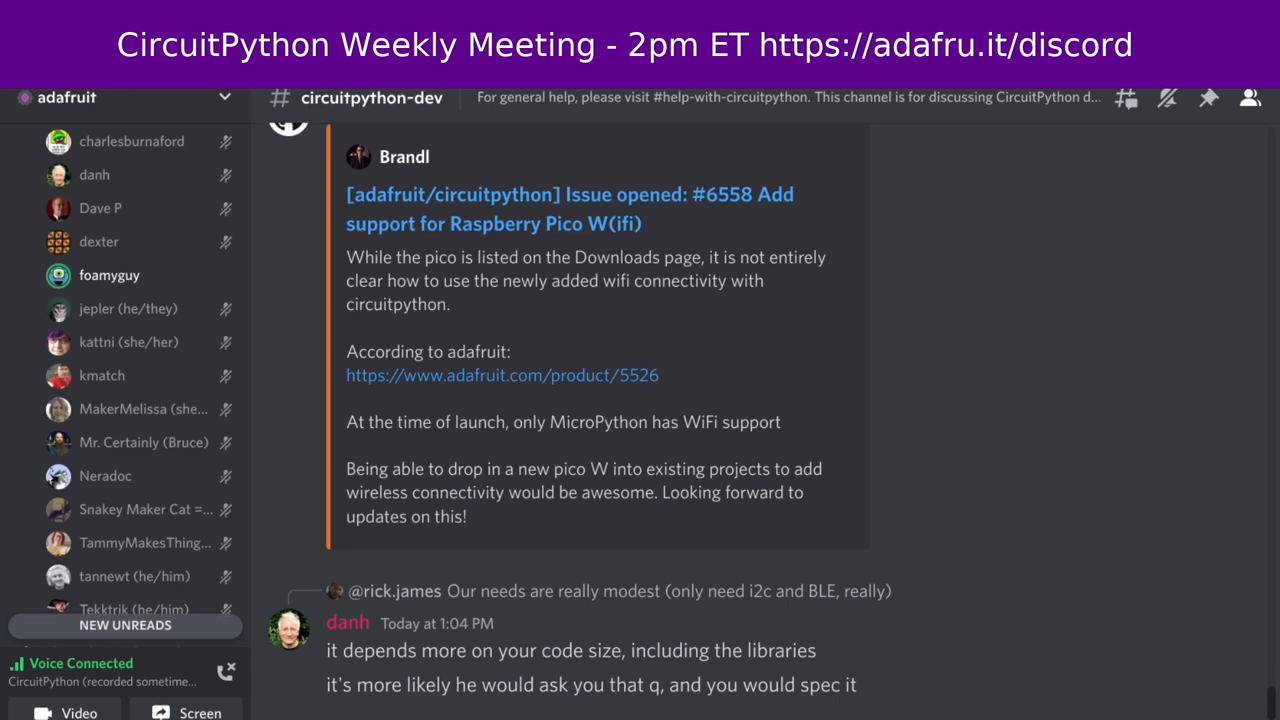 CircuitPython Weekly Meeting - 2pm ET https://adafru.it/discord
adafruit
charlesburnaford
danh
Dave P
dexter
foamyguy
jepler (he/they)
kattni (she/her)
kmatch
MakerMelissa (she...
Mr. Certainly (Bruce)
Neradoc
Snakey Maker Cat =...
TammyMakesThing...
tannewt (he/him)
Tekktrik (he/him)
NEW UNREADS
Voice Connected
CircuitPython (recorded sometime...
Video
Screen
# circuitpython-dev
For general help, please visit #help-with-circuitpython. This channel is for discussing CircuitPython d...
Brandl
[adafruit/circuitpython] Issue opened: #6558 Add
support for Raspberry Pico W(ifi)
While the pico is listed on the Downloads page, it is not entirely
clear how to use the newly added wifi connectivity with
circuitpython.
According to adafruit:
https://www.adafruit.com/product/5526
At the time of launch, only MicroPython has WiFi support
Being able to drop in a new pico W into existing projects to add
wireless connectivity would be awesome. Looking forward to
updates on this!
@rick.james Our needs are really modest (only need i2c and BLE, really)
danh Today at 1:04 PM
it depends more on your code size, including the libraries
it's more likely he would ask you that q, and you would spec it